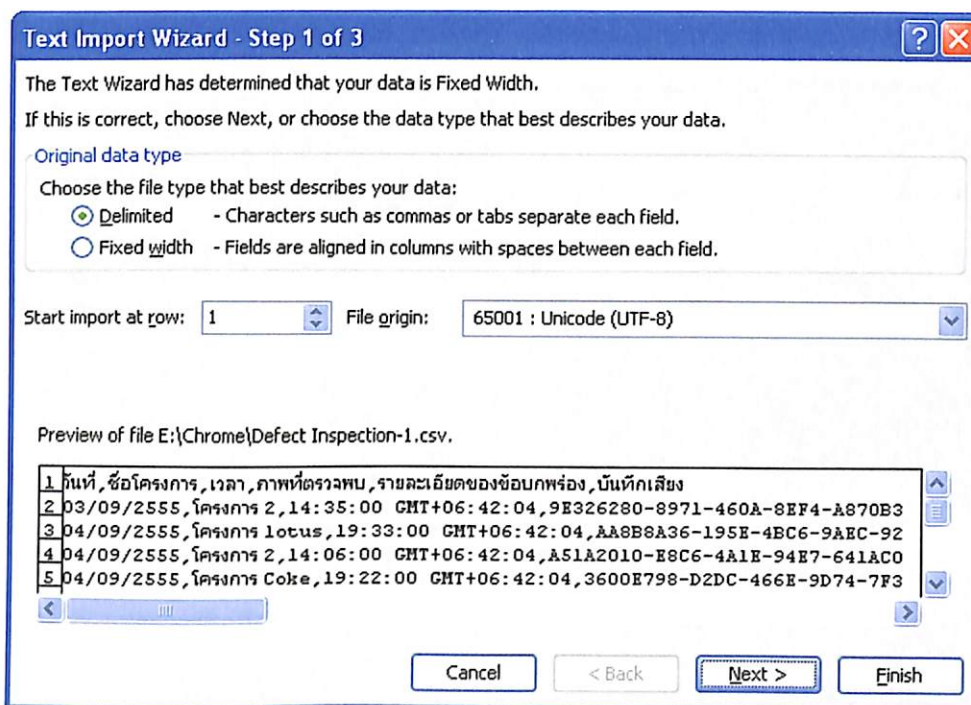 Text Import Wizard - Step 1 of 3
The Text Wizard has determined that your data is Fixed Width.
If this is correct, choose Next, or choose the data type that best describes your data.
Original data type
Choose the file type that best describes your data:
Delimited - Characters such as commas or tabs separate each field.
Fixed width - Fields are aligned in columns with spaces between each field.
Start import at row: 1 File origin: 65001 : Unicode (UTF-8)
Preview of file E:\Chrome\Defect Inspection-1.csv.
1 วันที่,ชื่อโครงการ,เวลา,ภาพที่ตรวจพบ,รายละเอียดของข้อบกพร่อง,บันทึกเสียง
2 03/09/2555,โครงการ 2,14:35:00 GMT+06:42:04,9E326280-8971-460A-8EF4-A870B3
3 04/09/2555,โครงการ lotus,19:33:00 GMT+06:42:04,AA8B8A36-195E-4BC6-9AEC-92
4 04/09/2555,โครงการ 2,14:06:00 GMT+06:42:04,A51A2010-E8C6-4A1E-94E7-641AC0
5 04/09/2555,โครงการ Coke,19:22:00 GMT+06:42:04,3600E798-D2DC-466E-9D74-7F3
Cancel < Back Next > Finish